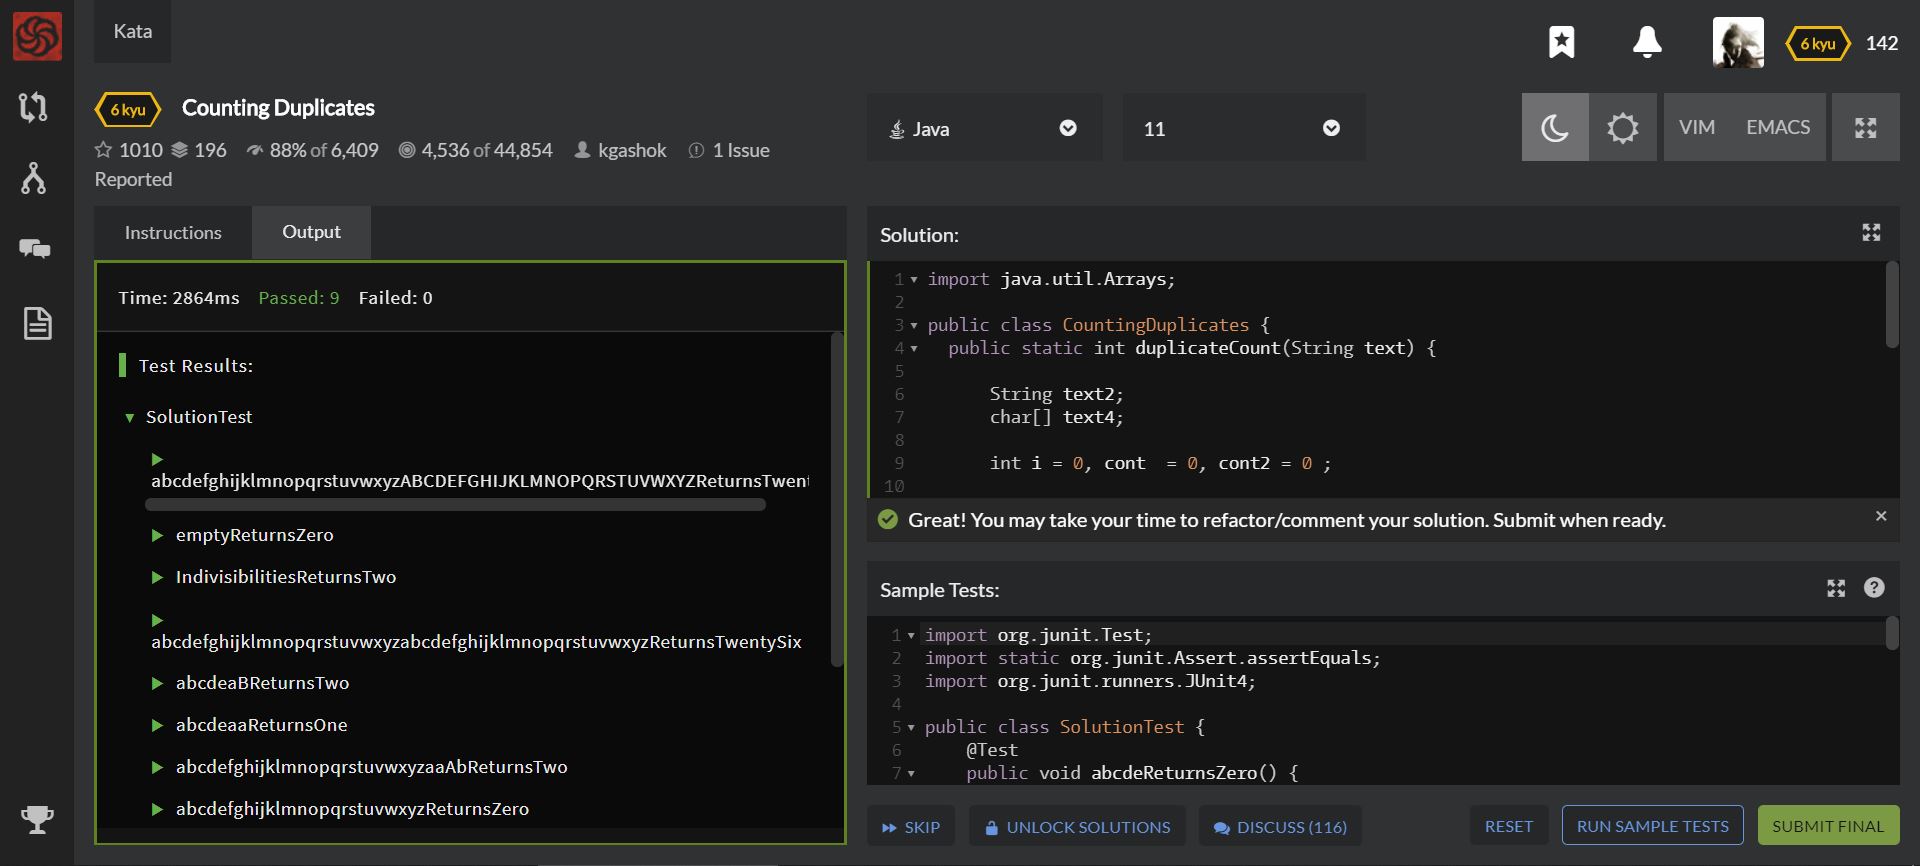 Kata
6 kyu 142
6 kyu Counting Duplicates
1010 196 88% of 6,409 4,536 of 44,854 kgashok 1 Issue
Reported
Java 11 VIM EMACS
Instructions Output
Time: 2864ms Passed: 9 Failed: 0
Test Results:
SolutionTest
abcdefghijklmnopqrstuvwxyzABCDEFGHIJKLMNOPQRSTUVWXYZReturnsTwent
emptyReturnsZero
IndivisibilitiesReturnsTwo
abcdefghijklmnopqrstuvwxyzabcdefghijklmnopqrstuvwxyzReturnsTwentySix
abcdeaBReturnsTwo
abcdeaaReturnsOne
abcdefghijklmnopqrstuvwxyzaaAbReturnsTwo
abcdefghijklmnopqrstuvwxyzReturnsZero
Solution:
1 import java.util.Arrays;
2
3 public class CountingDuplicates {
4 public static int duplicateCount(String text) {
5
6 String text2;
7 char[] text4;
8
9 int i = 0, cont  = 0, cont2 = 0 ;
10
Great! You may take your time to refactor/comment your solution. Submit when ready. ×
Sample Tests: ?
1 import org.junit.Test;
2 import static org.junit.Assert.assertEquals;
3 import org.junit.runners.JUnit4;
4
5 public class SolutionTest {
6 @Test
7 public void abcdeReturnsZero() {
SKIP UNLOCK SOLUTIONS DISCUSS (116) RESET RUN SAMPLE TESTS SUBMIT FINAL